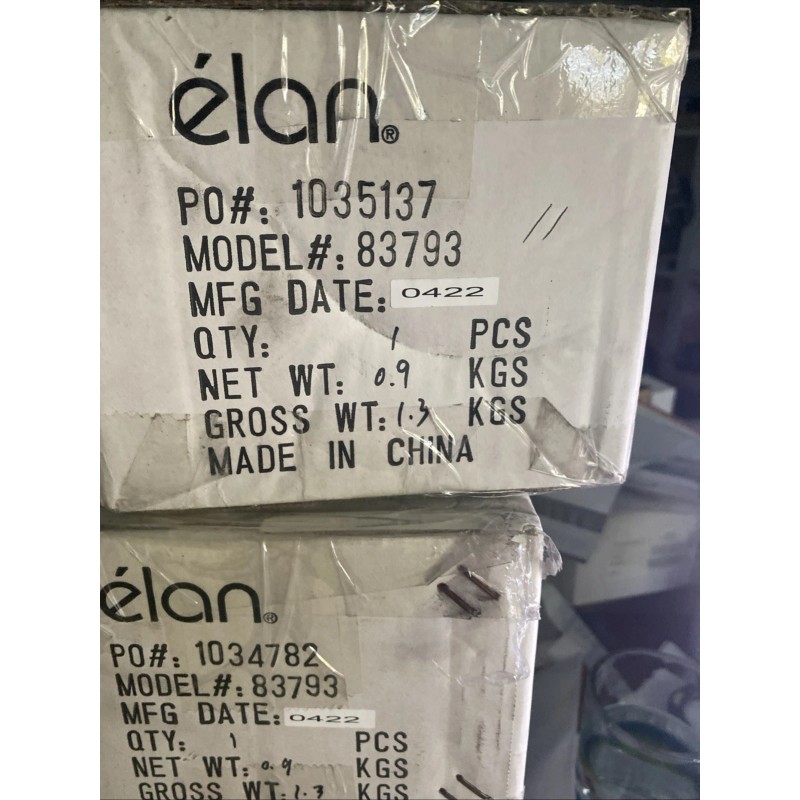 élan®
PO#: 1035137
MODEL#: 83793
MFG DATE: 0422
QTY: 1 PCS
NET WT: 0.9 KGS
GROSS WT: 1.3 KGS
MADE IN CHINA
élan®
PO#: 1034782
MODEL#: 83793
MFG DATE: 0422
QTY: 1 PCS
NET WT: 0.9 KGS
GROSS WT: 1.3 KGS